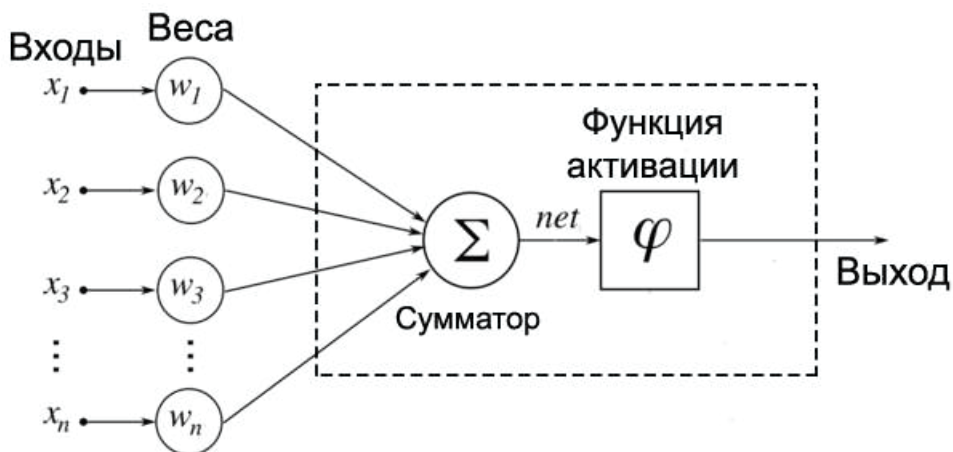 Входы
Веса
x1
w1
x2
w2
x3
w3
⋮
⋮
xn
wn
Σ
Сумматор
net
Функция
активации
φ
Выход